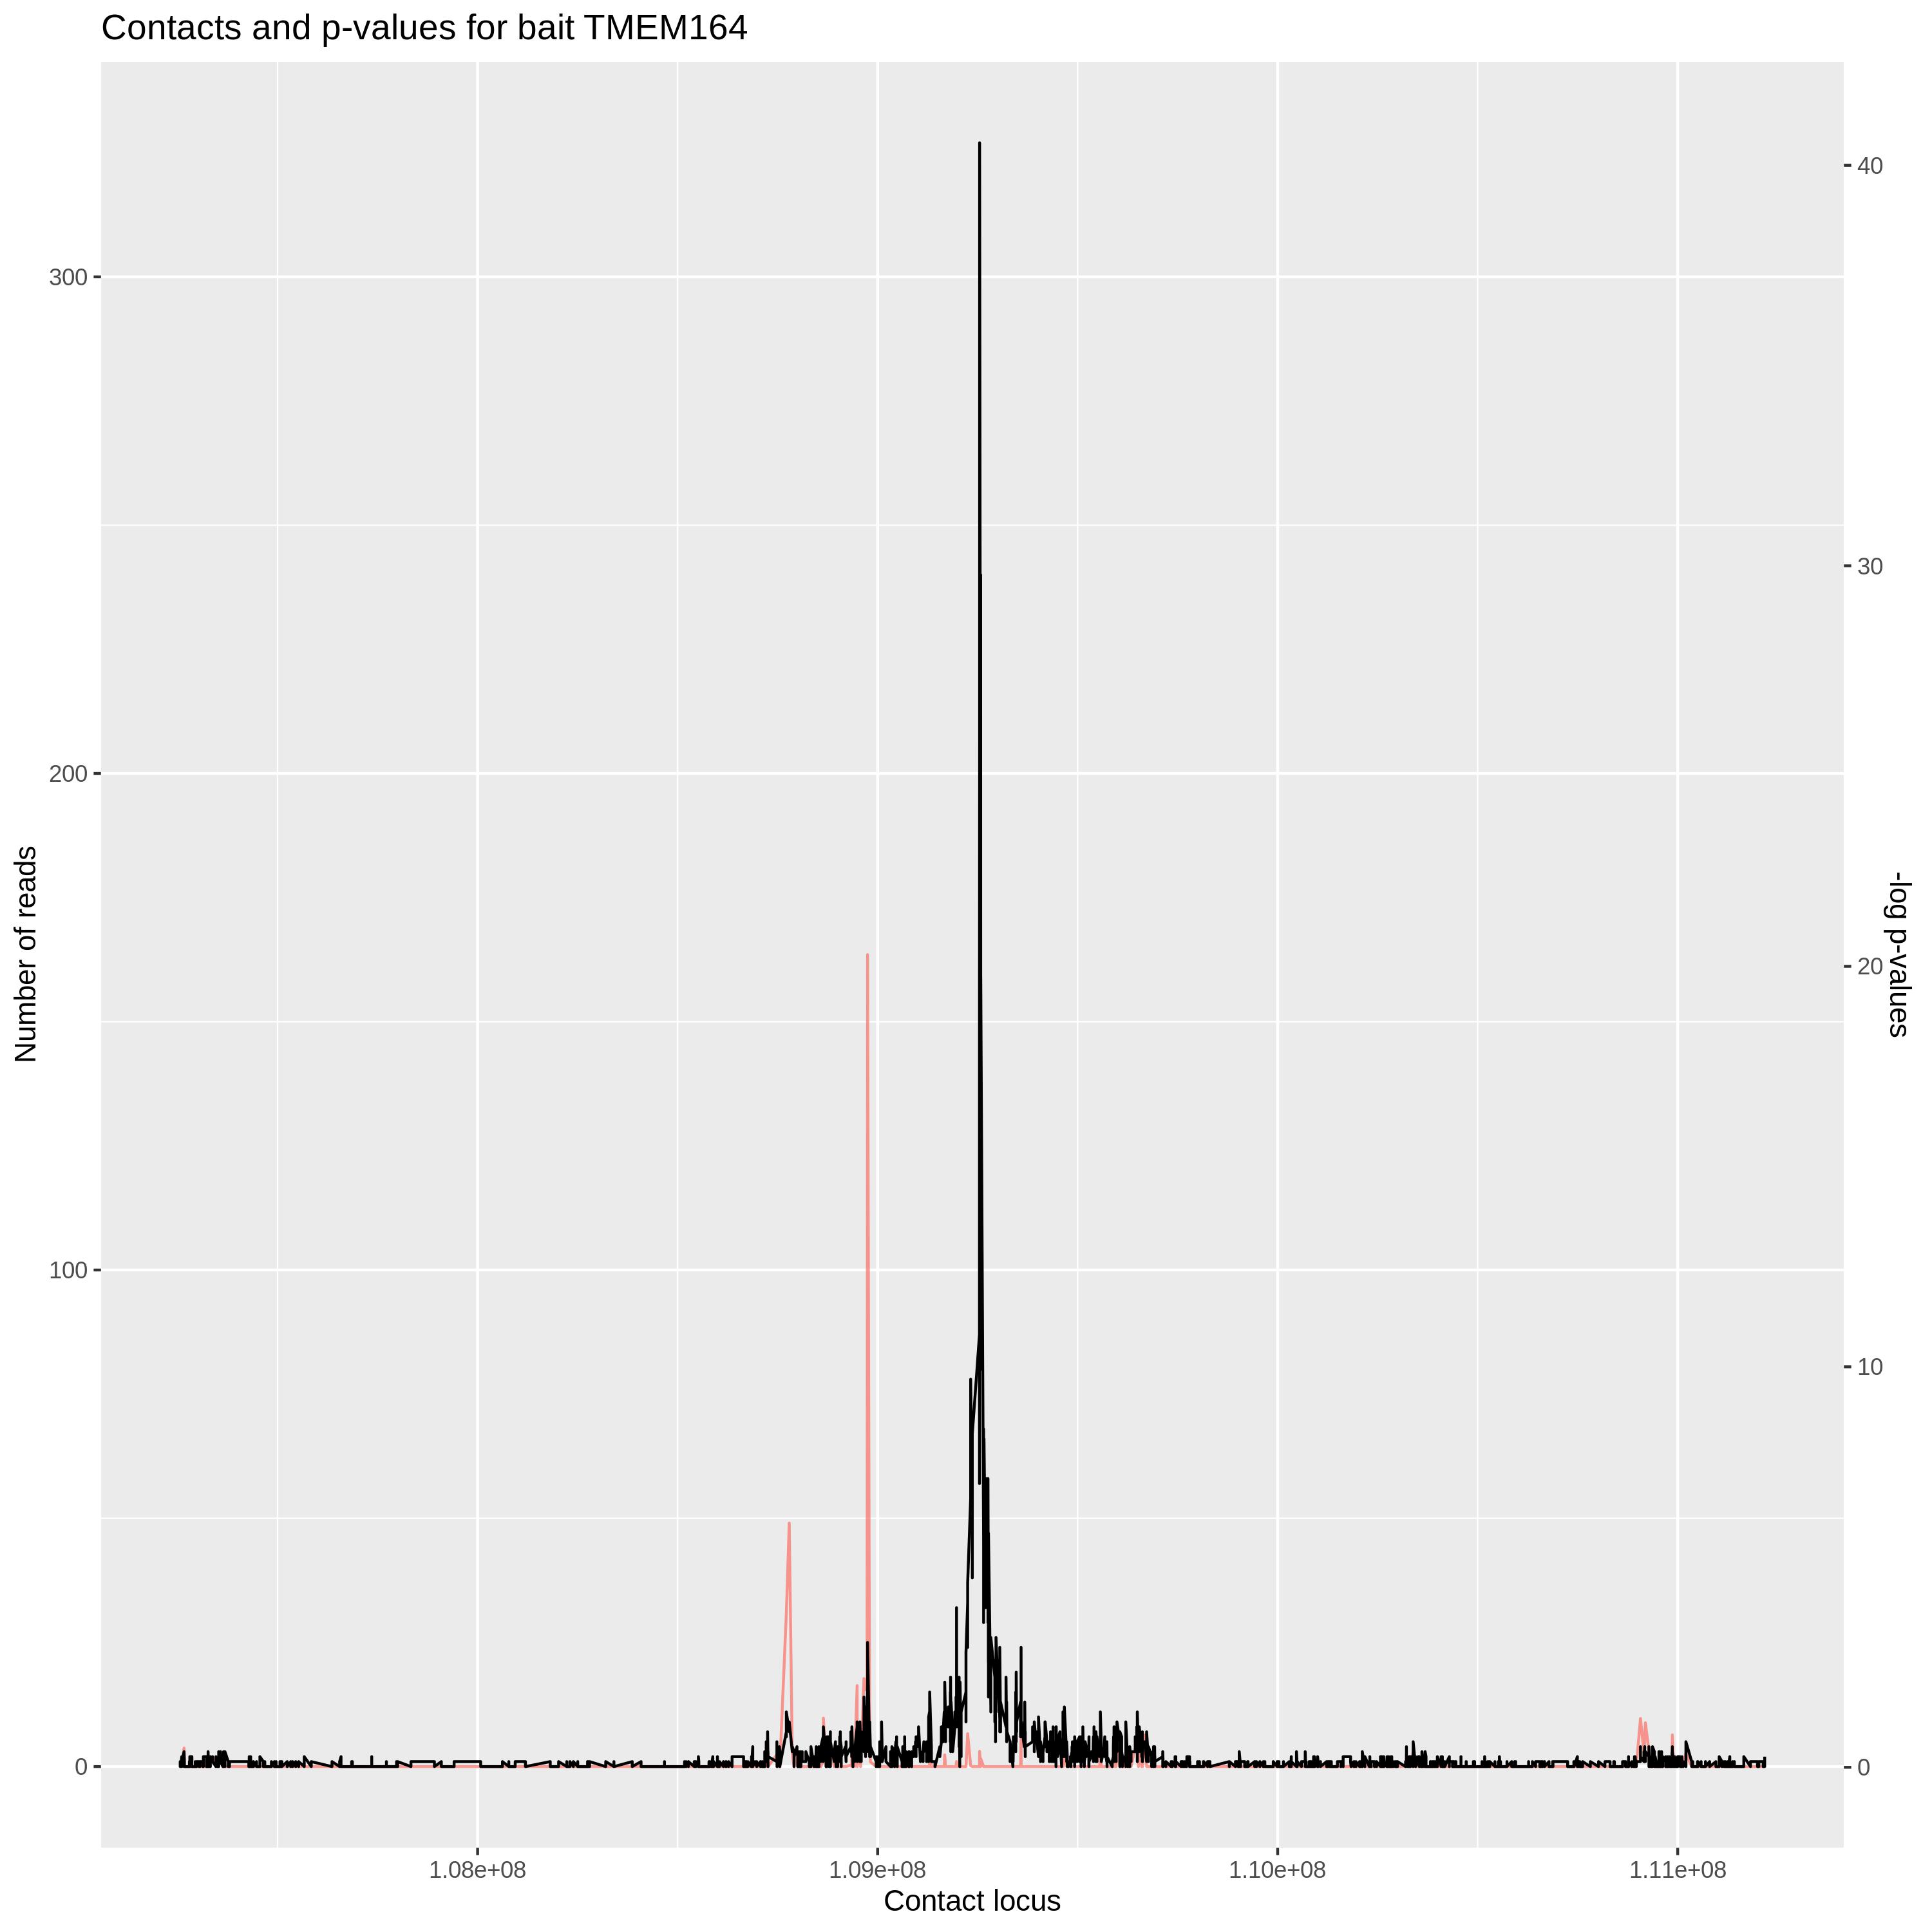 Contacts and p-values for bait TMEM164
Number of reads
300
200
100
0
40
30
20
10
0
-log p-values
1.08e+08
1.09e+08
1.10e+08
1.11e+08
Contact locus